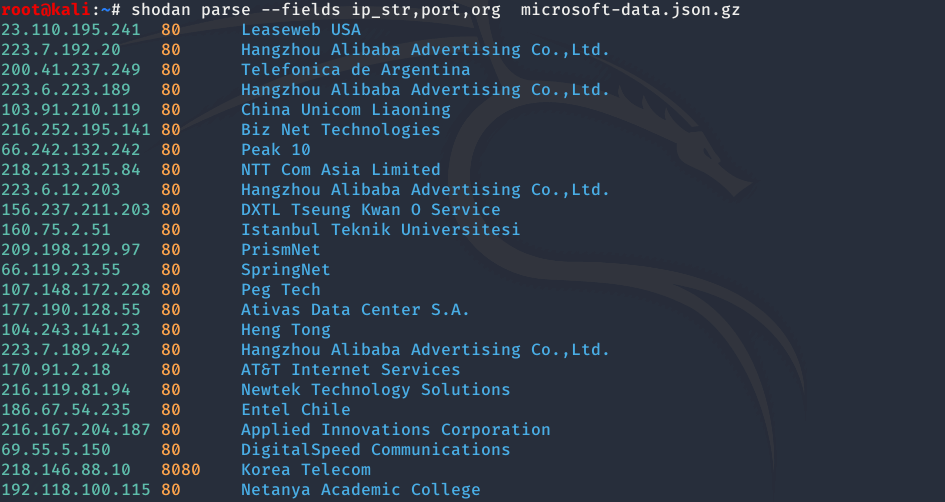 root@kali:~# shodan parse --fields ip_str,port,org  microsoft-data.json.gz
23.110.195.241  80      Leaseweb USA
223.7.192.20    80      Hangzhou Alibaba Advertising Co.,Ltd.
200.41.237.249  80      Telefonica de Argentina
223.6.223.189   80      Hangzhou Alibaba Advertising Co.,Ltd.
103.91.210.119  80      China Unicom Liaoning
216.252.195.141 80      Biz Net Technologies
66.242.132.242  80      Peak 10
218.213.215.84  80      NTT Com Asia Limited
223.6.12.203    80      Hangzhou Alibaba Advertising Co.,Ltd.
156.237.211.203 80      DXTL Tseung Kwan O Service
160.75.2.51     80      Istanbul Teknik Universitesi
209.198.129.97  80      PrismNet
66.119.23.55    80      SpringNet
107.148.172.228 80      Peg Tech
177.190.128.55  80      Ativas Data Center S.A.
104.243.141.23  80      Heng Tong
223.7.189.242   80      Hangzhou Alibaba Advertising Co.,Ltd.
170.91.2.18     80      AT&T Internet Services
216.119.81.94   80      Newtek Technology Solutions
186.67.54.235   80      Entel Chile
216.167.204.187 80      Applied Innovations Corporation
69.55.5.150     80      DigitalSpeed Communications
218.146.88.10   8080    Korea Telecom
192.118.100.115 80      Netanya Academic College